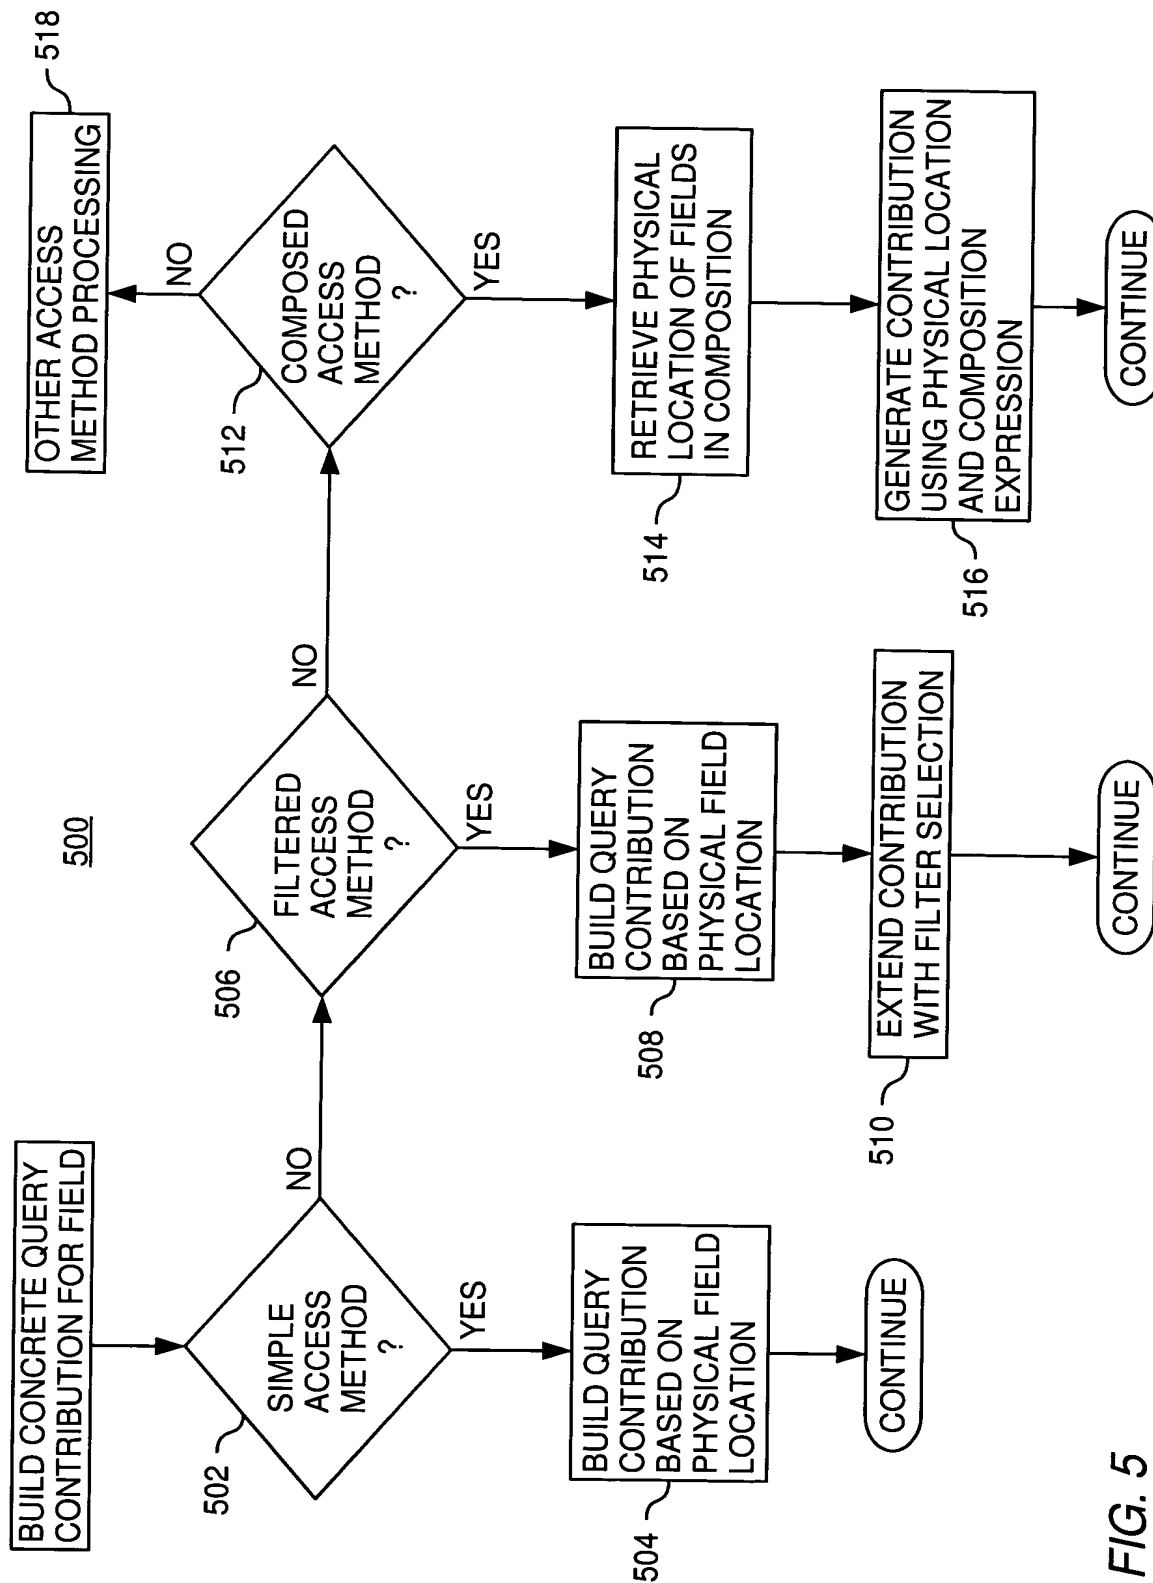 500
BUILD CONCRETE QUERY
CONTRIBUTION FOR FIELD
SIMPLE
ACCESS
METHOD
?
502
NO
YES
BUILD QUERY
CONTRIBUTION
BASED ON
PHYSICAL FIELD
LOCATION
504
CONTINUE
FILTERED
ACCESS
METHOD
?
506
NO
YES
BUILD QUERY
CONTRIBUTION
BASED ON
PHYSICAL FIELD
LOCATION
508
EXTEND CONTRIBUTION
WITH FILTER SELECTION
510
CONTINUE
COMPOSED
ACCESS
METHOD
?
512
NO
OTHER ACCESS
METHOD PROCESSING
518
YES
RETRIEVE PHYSICAL
LOCATION OF FIELDS
IN COMPOSITION
514
GENERATE CONTRIBUTION
USING PHYSICAL LOCATION
AND COMPOSITION
EXPRESSION
516
CONTINUE
FIG. 5